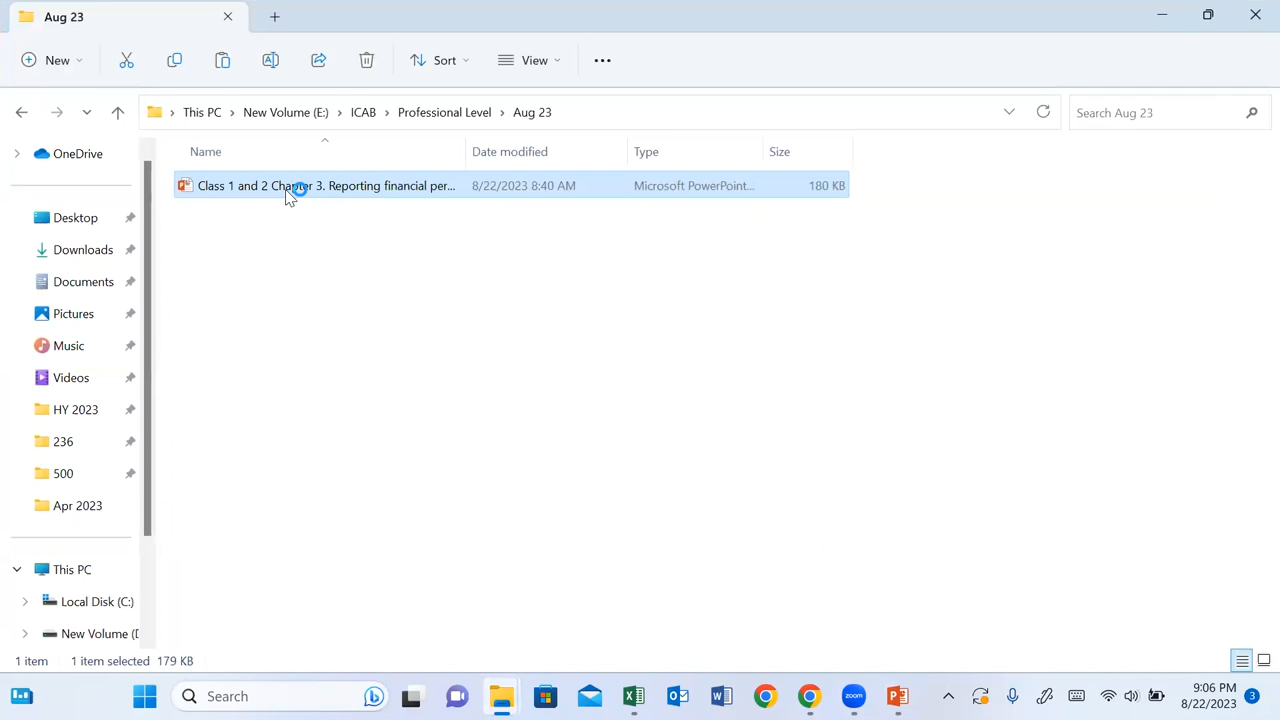 Aug 23
New
Sort
View
This PC > New Volume (E:) > ICAB > Professional Level > Aug 23
Search Aug 23
Name
Date modified
Type
Size
Class 1 and 2 Chapter 3. Reporting financial per...
8/22/2023 8:40 AM
Microsoft PowerPoint...
180 KB
OneDrive
Desktop
Downloads
Documents
Pictures
Music
Videos
HY 2023
236
500
Apr 2023
This PC
Local Disk (C:)
New Volume (D
1 item
1 item selected 179 KB
Search
zoom
9:06 PM
8/22/2023
3